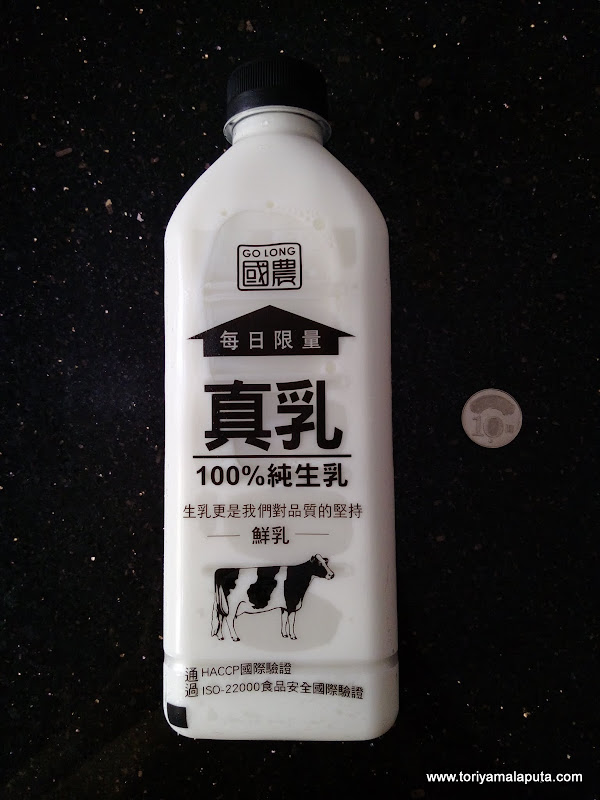 GO LONG
國農
每日限量
真乳
100%純生乳
生乳更是我們對品質的堅持
鮮乳
通過
HACCP國際驗證
ISO-22000食品安全國際驗證
10
www.toriyamalaputa.com